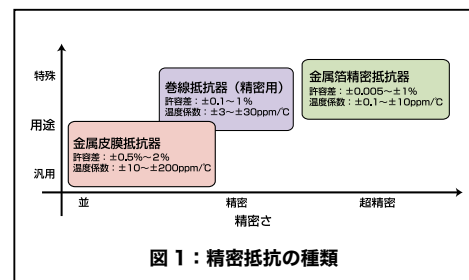 特殊
用途
汎用
金属箔精密抵抗器
許容差：±0.005～±1%
温度係数：±0.1～±10ppm/℃
巻線抵抗器（精密用）
許容差：±0.1～1%
温度係数：±3～±30ppm/℃
金属皮膜抵抗器
許容差：±0.5%～2%
温度係数：±10～±200ppm/℃
並
精密
超精密
精密さ
図1：精密抵抗の種類